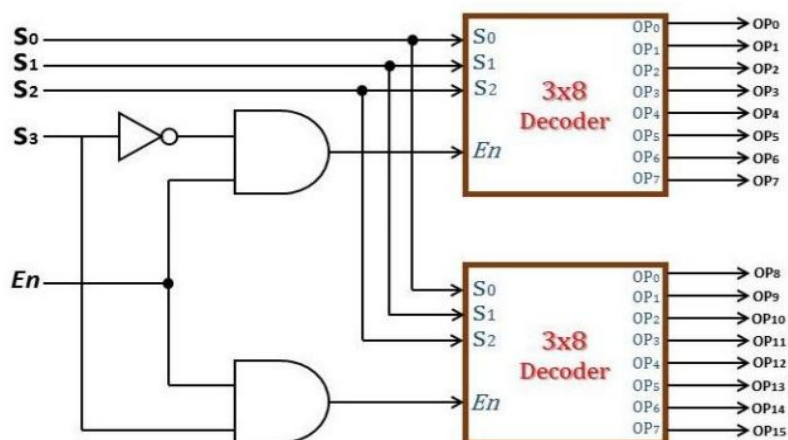 S0
S1
S2
S3
En
S0
S1
S2
En
3x8
Decoder
OP0
OP1
OP2
OP3
OP4
OP5
OP6
OP7
OP0
OP1
OP2
OP3
OP4
OP5
OP6
OP7
S0
S1
S2
En
3x8
Decoder
OP0
OP1
OP2
OP3
OP4
OP5
OP6
OP7
OP8
OP9
OP10
OP11
OP12
OP13
OP14
OP15